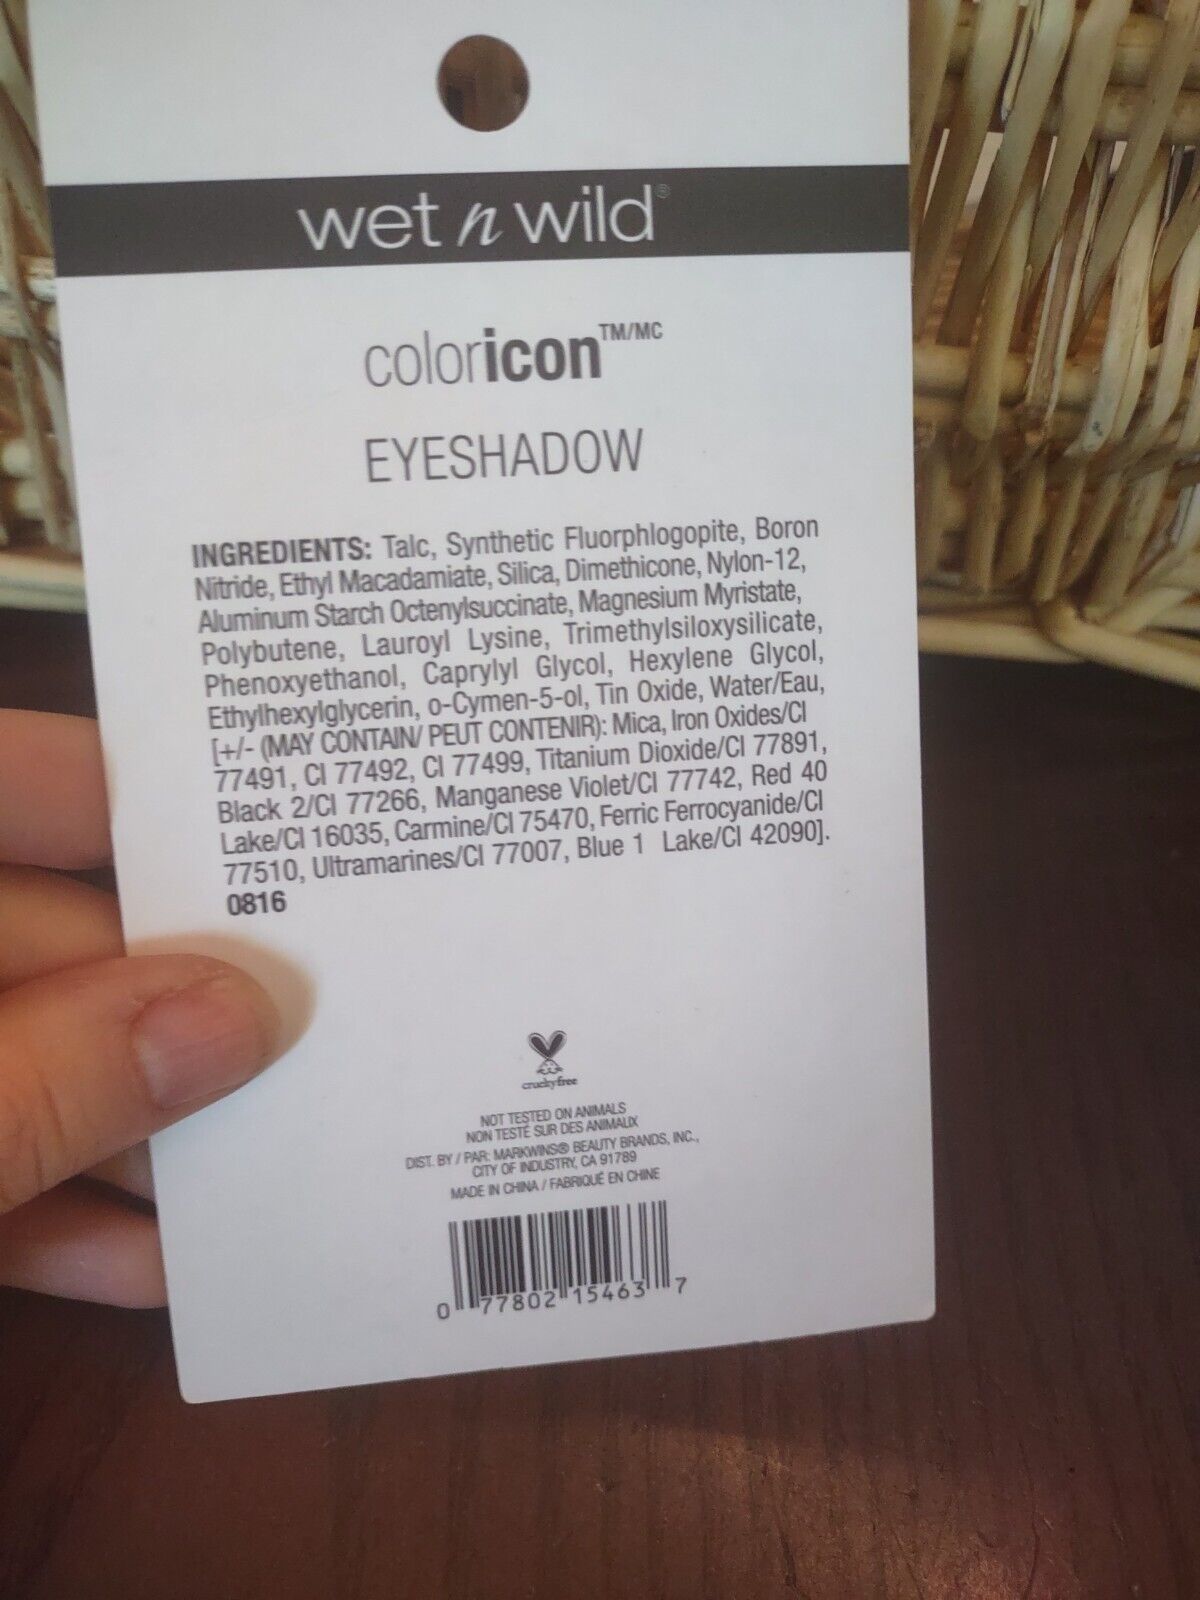 wet n wild®
coloricon™/MC
EYESHADOW
INGREDIENTS: Talc, Synthetic Fluorphlogopite, Boron
Nitride, Ethyl Macadamiate, Silica, Dimethicone, Nylon-12,
Aluminum Starch Octenylsuccinate, Magnesium Myristate,
Polybutene, Lauroyl Lysine, Trimethylsiloxysilicate,
Phenoxyethanol, Caprylyl Glycol, Hexylene Glycol,
Ethylhexylglycerin, o-Cymen-5-ol, Tin Oxide, Water/Eau,
[+/- (MAY CONTAIN/ PEUT CONTENIR): Mica, Iron Oxides/CI
77491, CI 77492, CI 77499, Titanium Dioxide/CI 77891,
Black 2/CI 77266, Manganese Violet/CI 77742, Red 40
Lake/CI 16035, Carmine/CI 75470, Ferric Ferrocyanide/CI
77510, Ultramarines/CI 77007, Blue 1 Lake/CI 42090].
0816
crueltyfree
NOT TESTED ON ANIMALS
NON TESTÉ SUR DES ANIMAUX
DIST. BY / PAR: MARKWINS® BEAUTY BRANDS, INC.,
CITY OF INDUSTRY, CA 91789
MADE IN CHINA / FABRIQUÉ EN CHINE
0 77802 15463 7